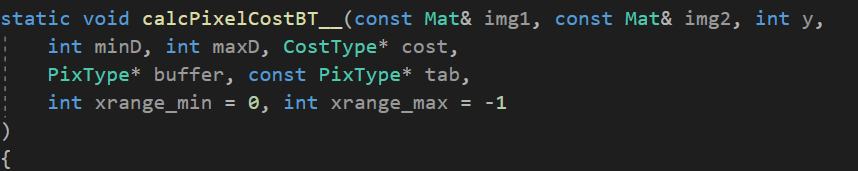 static void calcPixelCostBT__(const Mat& img1, const Mat& img2, int y,
    int minD, int maxD, CostType* cost,
    PixType* buffer, const PixType* tab,
    int xrange_min = 0, int xrange_max = -1
)
{